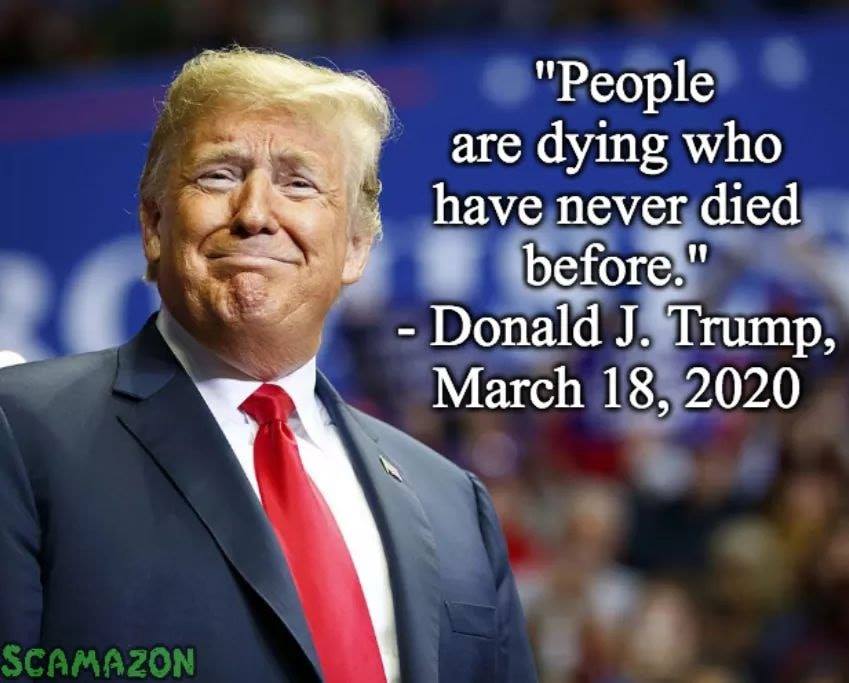 "People
are dying who
have never died
before."
- Donald J. Trump,
March 18, 2020
SCAMAZON